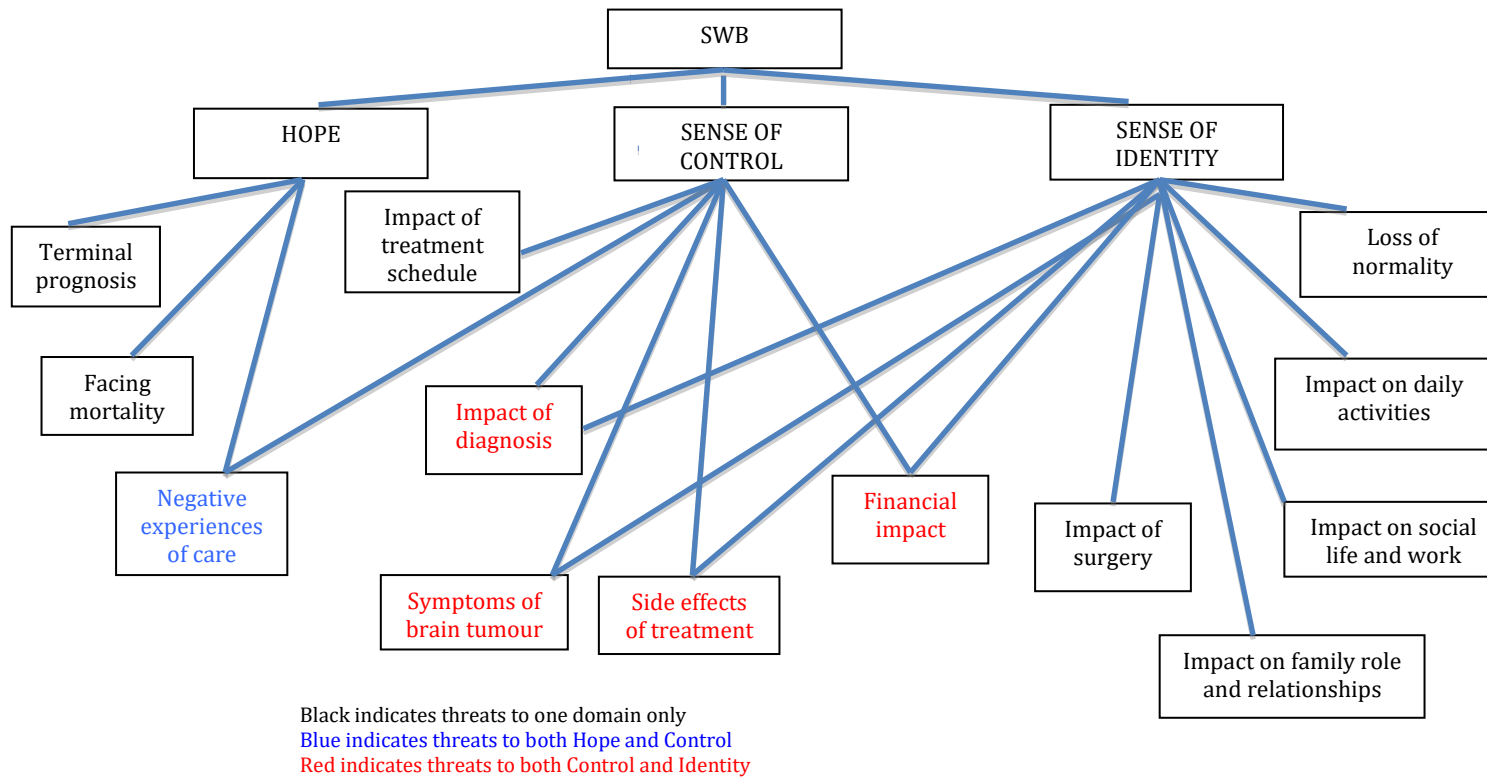 SWB
HOPE
SENSE OF
CONTROL
SENSE OF
IDENTITY
Terminal
prognosis
Impact of
treatment
schedule
Loss of
normality
Facing
mortality
Impact of
diagnosis
Impact on daily
activities
Negative
experiences
of care
Financial
impact
Impact of
surgery
Impact on social
life and work
Symptoms of
brain tumour
Side effects
of treatment
Impact on family role
and relationships
Black indicates threats to one domain only
Blue indicates threats to both Hope and Control
Red indicates threats to both Control and Identity